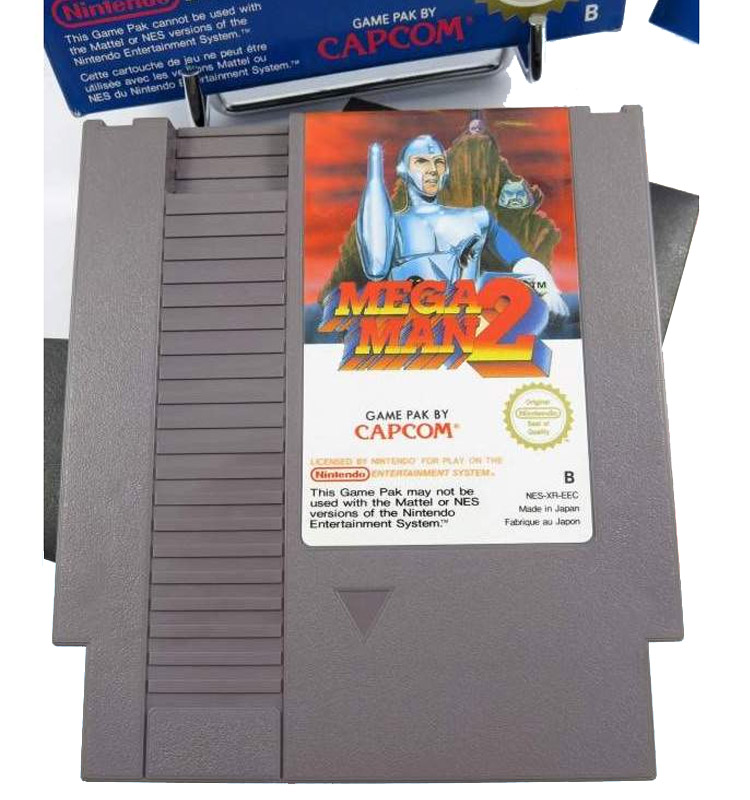 Nintendo
This Game Pak cannot be used with
the Mattel or NES versions of the
Nintendo Entertainment System.™
Cette cartouche de jeu ne peut être
utilisée avec les versions Mattel ou
NES du Nintendo Entertainment System.™
GAME PAK BY
CAPCOM®
B
MEGA
MAN 2
TM
GAME PAK BY
CAPCOM®
Original
Nintendo
Seal of
Quality
LICENSED BY NINTENDO FOR PLAY ON THE
Nintendo ENTERTAINMENT SYSTEM™
B
This Game Pak may not be
used with the Mattel or NES
versions of the Nintendo
Entertainment System.™
NES-XR-EEC
Made in Japan
Fabrique au Japon